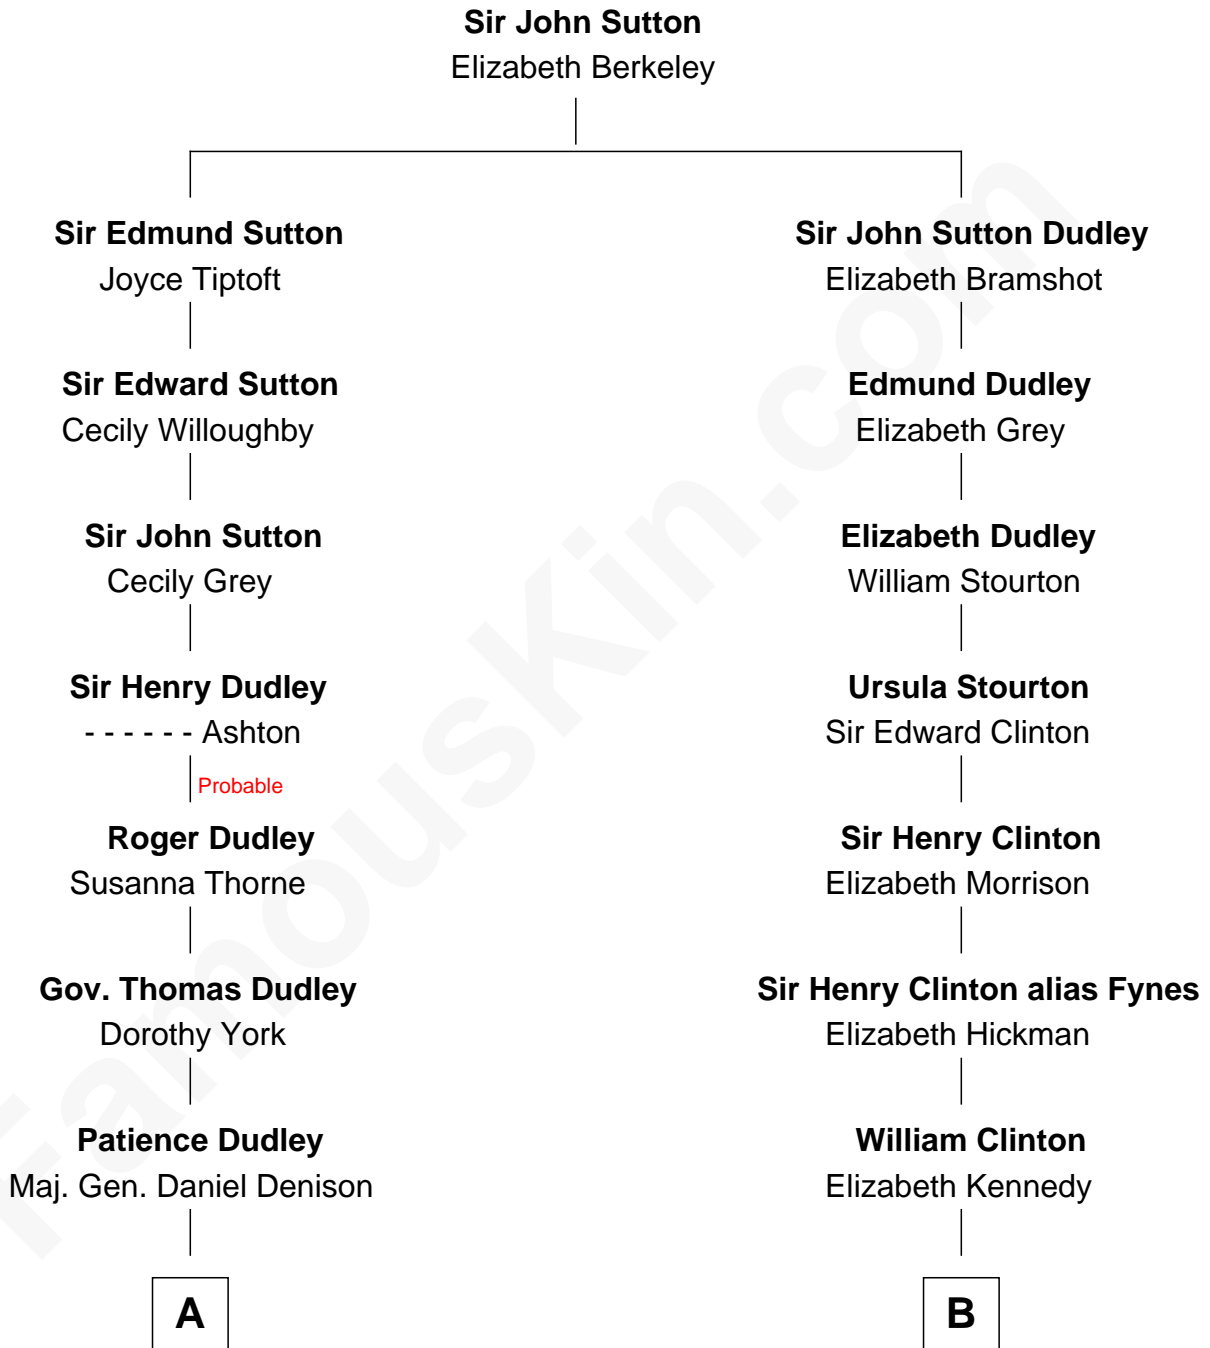 Sir John Sutton
Elizabeth Berkeley
Sir Edmund Sutton
Joyce Tiptoft
Sir John Sutton Dudley
Elizabeth Bramshot
Sir Edward Sutton
Cecily Willoughby
Edmund Dudley
Elizabeth Grey
Sir John Sutton
Cecily Grey
Elizabeth Dudley
William Stourton
Sir Henry Dudley
- - - - - - Ashton
Probable
Ursula Stourton
Sir Edward Clinton
Roger Dudley
Susanna Thorne
Sir Henry Clinton
Elizabeth Morrison
Gov. Thomas Dudley
Dorothy York
Sir Henry Clinton alias Fynes
Elizabeth Hickman
Patience Dudley
Maj. Gen. Daniel Denison
William Clinton
Elizabeth Kennedy
A
B
FamousKin.com